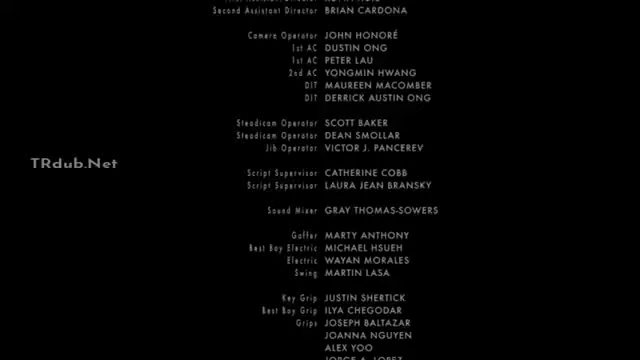 Second Assistant Director BRIAN CARDONA
Camera Operator JOHN HONORÉ
1st AC DUSTIN ONG
1st AC PETER LAU
2nd AC YONGMIN HWANG
DIT MAUREEN MACOMBER
DIT DERRICK AUSTIN ONG
Steadicam Operator SCOTT BAKER
Steadicam Operator DEAN SMOLLAR
Jib Operator VICTOR J. PANCEREV
TRdub.Net
Script Supervisor CATHERINE COBB
Script Supervisor LAURA JEAN BRANSKY
Sound Mixer GRAY THOMAS-SOWERS
Gaffer MARTY ANTHONY
Best Boy Electric MICHAEL HSUEH
Electric WAYAN MORALES
Swing MARTIN LASA
Key Grip JUSTIN SHERTICK
Best Boy Grip ILYA CHEGODAR
Grips JOSEPH BALTAZAR
JOANNA NGUYEN
ALEX YOO